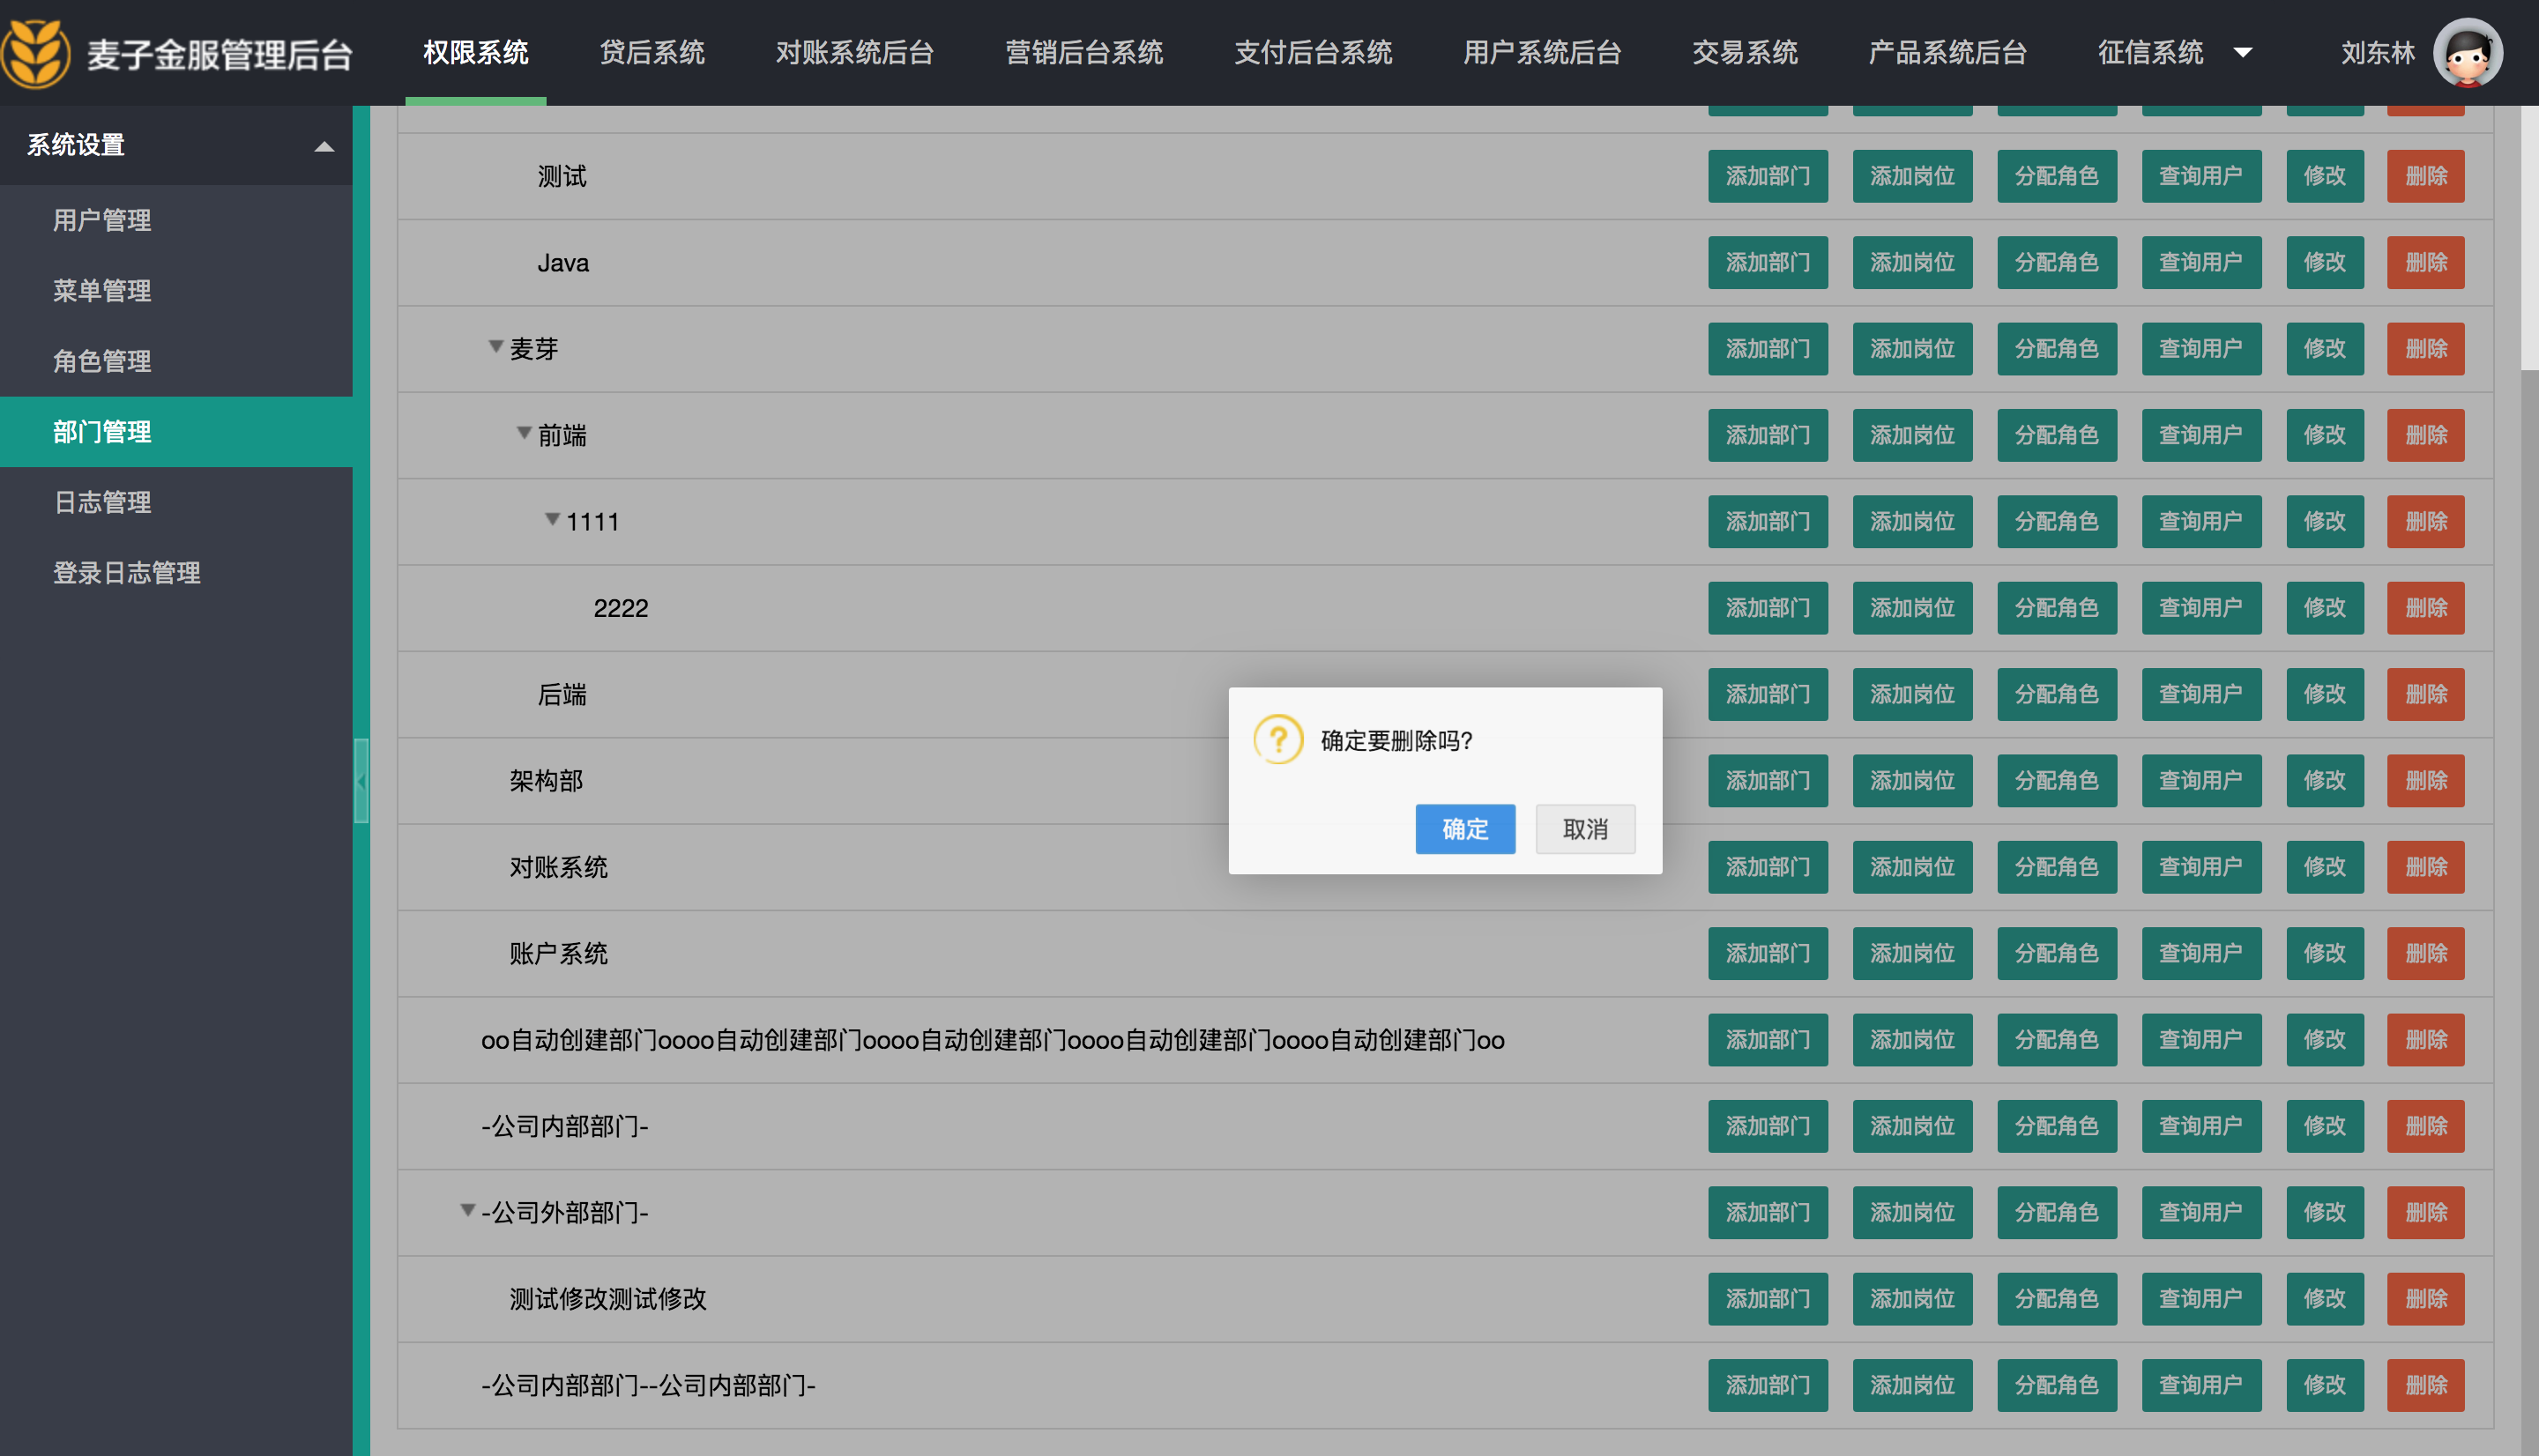 麦子金服管理后台 权限系统 贷后系统 对账系统后台 营销后台系统 支付后台系统 用户系统后台 交易系统 产品系统后台 征信系统 刘东林
系统设置
用户管理
菜单管理
角色管理
部门管理
日志管理
登录日志管理
测试 添加部门 添加岗位 分配角色 查询用户 修改 删除
Java 添加部门 添加岗位 分配角色 查询用户 修改 删除
麦芽 添加部门 添加岗位 分配角色 查询用户 修改 删除
前端 添加部门 添加岗位 分配角色 查询用户 修改 删除
1111 添加部门 添加岗位 分配角色 查询用户 修改 删除
2222 添加部门 添加岗位 分配角色 查询用户 修改 删除
后端 添加部门 添加岗位 分配角色 查询用户 修改 删除
架构部 添加部门 添加岗位 分配角色 查询用户 修改 删除
对账系统 添加部门 添加岗位 分配角色 查询用户 修改 删除
账户系统 添加部门 添加岗位 分配角色 查询用户 修改 删除
oo自动创建部门oooo自动创建部门oooo自动创建部门oooo自动创建部门oooo自动创建部门oo 添加部门 添加岗位 分配角色 查询用户 修改 删除
-公司内部部门- 添加部门 添加岗位 分配角色 查询用户 修改 删除
-公司外部部门- 添加部门 添加岗位 分配角色 查询用户 修改 删除
测试修改测试修改 添加部门 添加岗位 分配角色 查询用户 修改 删除
-公司内部部门--公司内部部门- 添加部门 添加岗位 分配角色 查询用户 修改 删除
确定要删除吗?
确定 取消